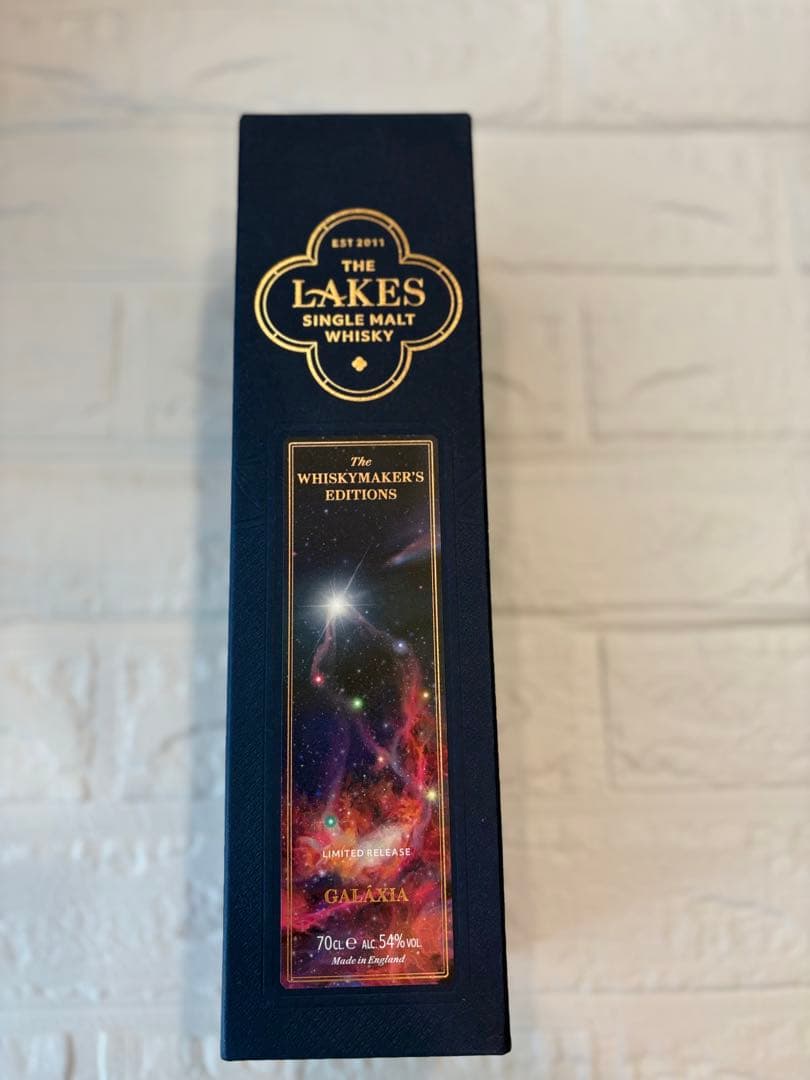 EST 2011
THE
LAKES
SINGLE MALT
WHISKY
The
WHISKYMAKER'S
EDITIONS
LIMITED RELEASE
GALÁXIA
70CL.e ALC.54%VOL.
Made in England